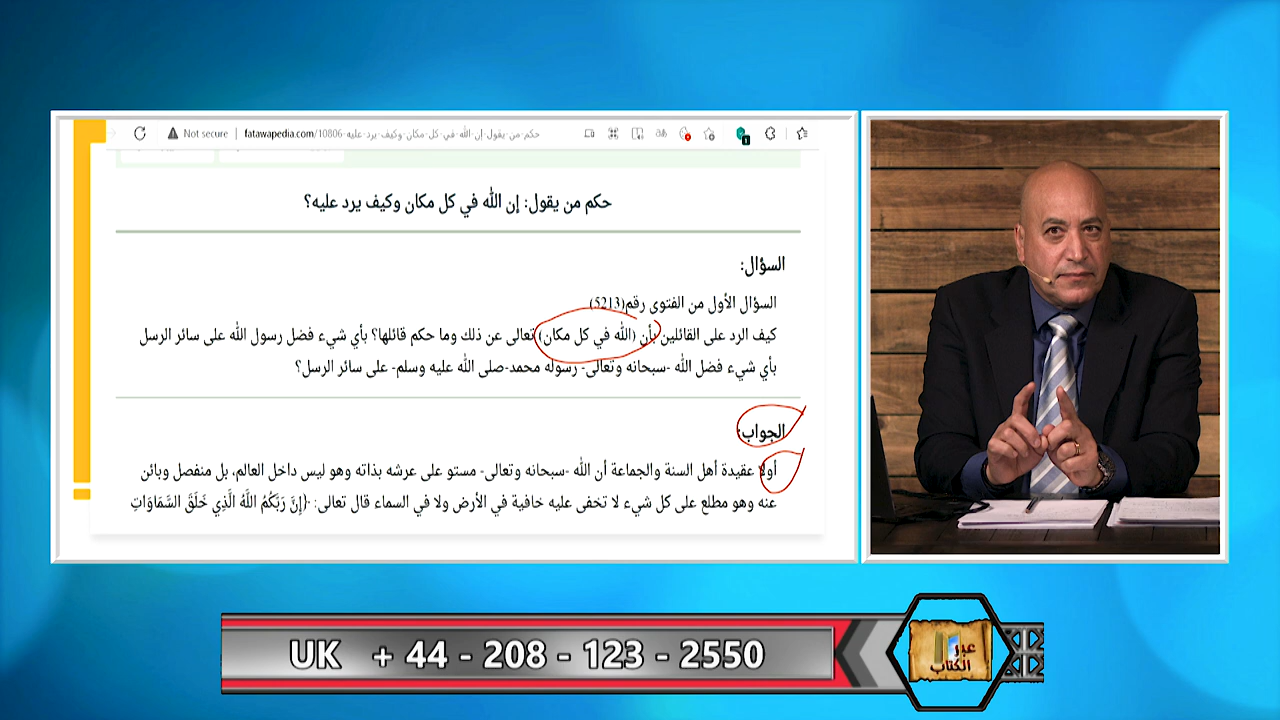 Not secure | fatawapedia.com/10806-حكم-من-يقول-إن-الله-في-كل-مكان-وكيف-يرد-عليه
حكم من يقول: إن الله في كل مكان وكيف يرد عليه؟
السؤال:
السؤال الأول من الفتوى رقم(5213)
كيف الرد على القائلين بأن (الله في كل مكان) تعالى عن ذلك وما حكم قائلها؟ بأي شيء فضل رسول الله على سائر الرسل
بأي شيء فضل الله -سبحانه وتعالى- رسوله محمد-صلى الله عليه وسلم- على سائر الرسل؟
الجواب:
أولا عقيدة أهل السنة والجماعة أن الله -سبحانه وتعالى- مستو على عرشه بذاته وهو ليس داخل العالم، بل منفصل وبائن
عنه وهو مطلع على كل شيء لا تخفى عليه خافية في الأرض ولا في السماء قال تعالى: -{إِنَّ رَبَّكُمُ اللَّهُ الَّذِي خَلَقَ السَّمَاوَاتِ
UK + 44 - 208 - 123 - 2550
عبر
الكتاب